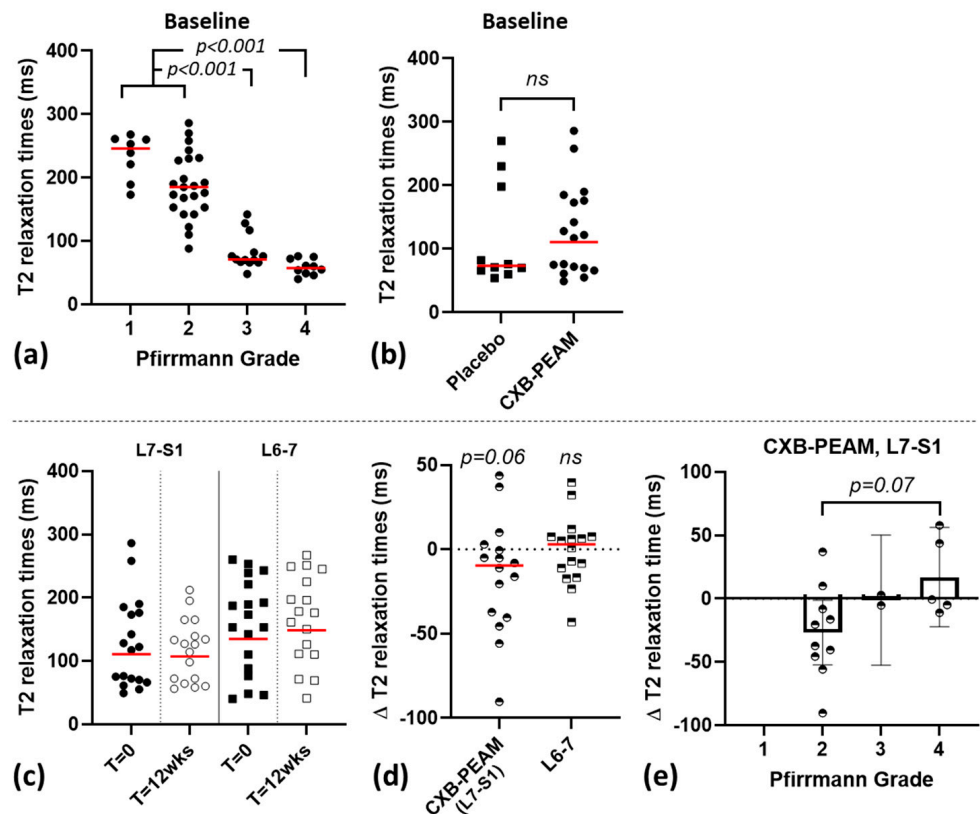 Baseline
p<0.001
p<0.001
T2 relaxation times (ms)
400
300
200
100
0
1 2 3 4
Pfirrmann Grade
(a)
Baseline
ns
T2 relaxation times (ms)
400
300
200
100
0
Placebo
CXB-PEAM
(b)
L7-S1 L6-7
T2 relaxation times (ms)
400
300
200
100
0
T=0
T=12wks
T=0
T=12wks
(c)
p=0.06 ns
Δ T2 relaxation times (ms)
50
0
-50
-100
CXB-PEAM
(L7-S1)
L6-7
(d)
CXB-PEAM, L7-S1
p=0.07
Δ T2 relaxation time (ms)
100
50
0
-50
-100
1 2 3 4
Pfirrmann Grade
(e)